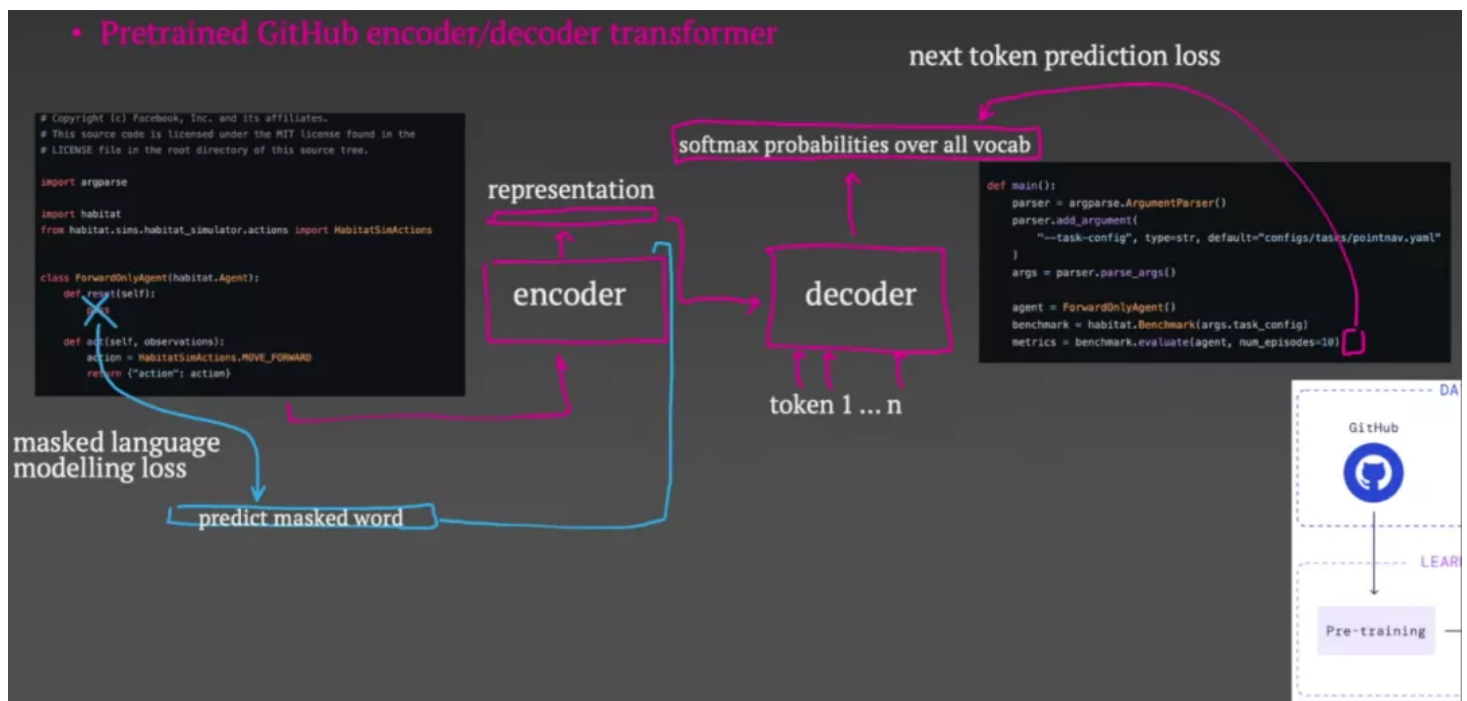 • Pretrained GitHub encoder/decoder transformer
next token prediction loss
# Copyright (c) Facebook, Inc. and its affiliates.
# This source code is licensed under the MIT license found in the
# LICENSE file in the root directory of this source tree.
import argparse
import habitat
from habitat.sims.habitat_simulator.actions import HabitatSimActions
class ForwardOnlyAgent(habitat.Agent):
def reset(self):
pass
def act(self, observations):
action = HabitatSimActions.MOVE_FORWARD
return {"action": action}
representation
encoder
softmax probabilities over all vocab
decoder
token 1 ... n
def main():
parser = argparse.ArgumentParser()
parser.add_argument(
"--task-config", type=str, default="configs/tasks/pointnav.yaml"
)
args = parser.parse_args()
agent = ForwardOnlyAgent()
benchmark = habitat.Benchmark(args.task_config)
metrics = benchmark.evaluate(agent, num_episodes=10)
masked language
modelling loss
predict masked word
DA
GitHub
LEAR
Pre-training